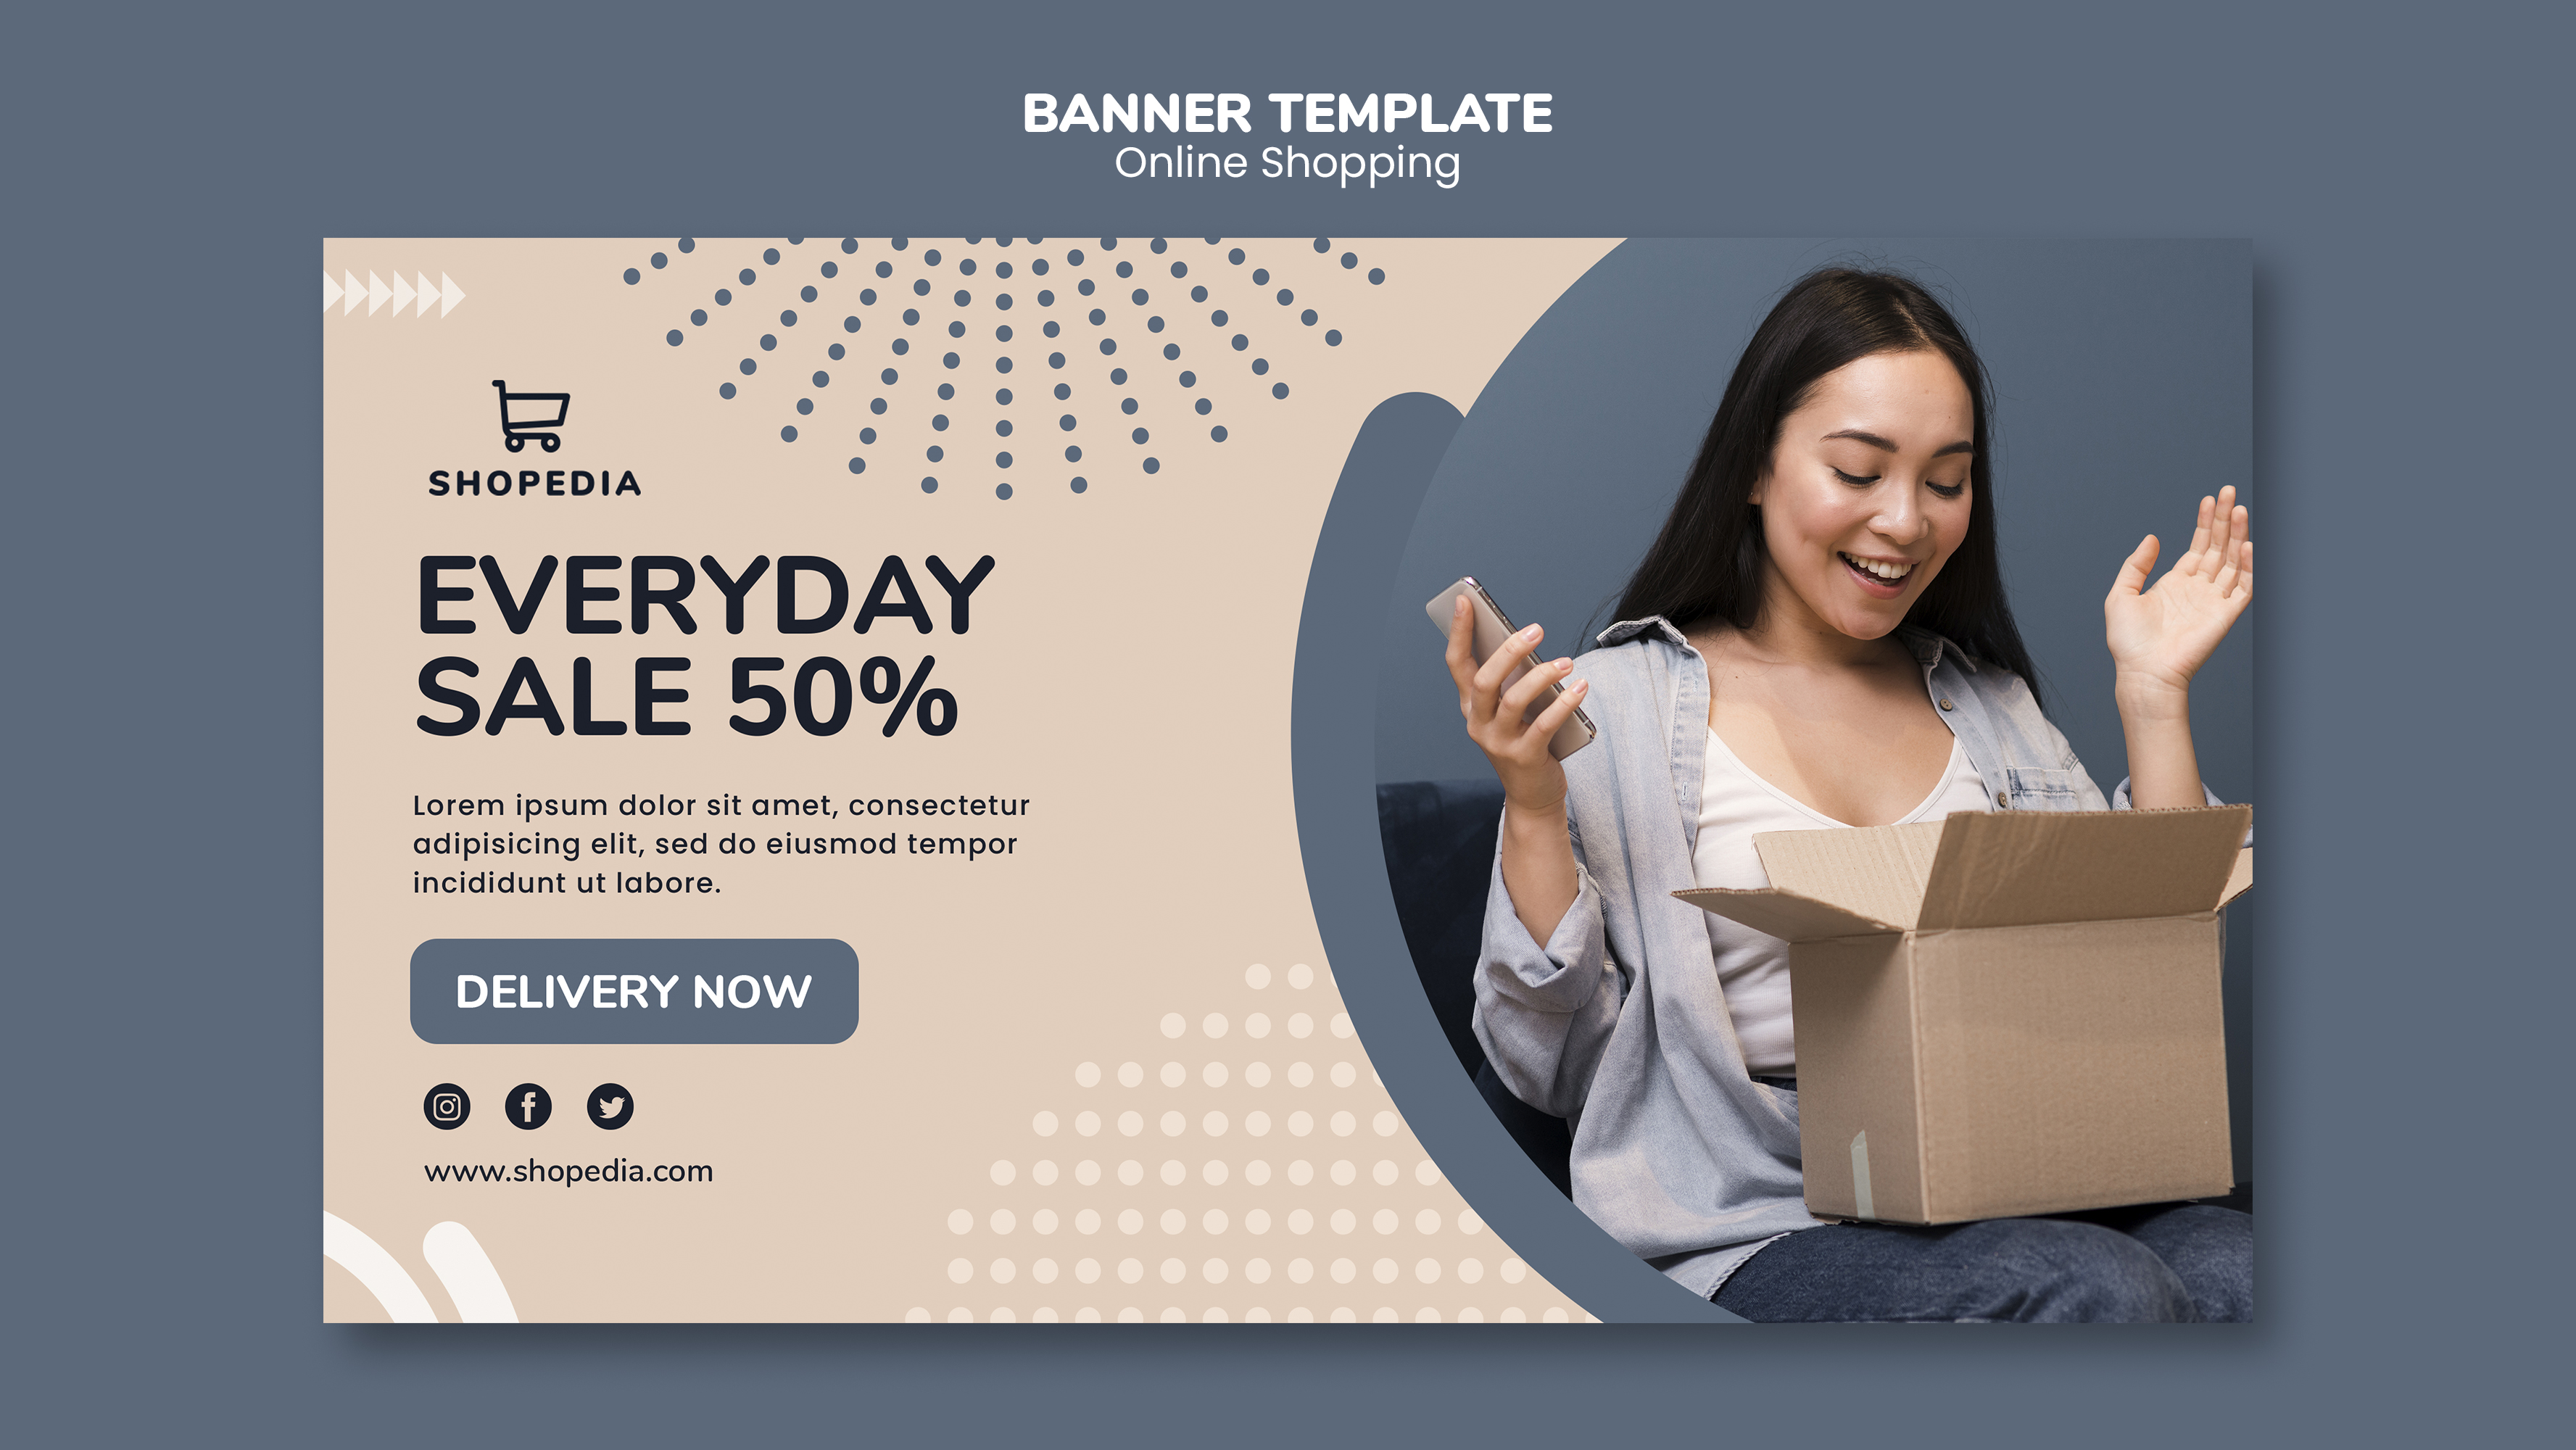 BANNER TEMPLATE
Online Shopping
SHOPEDIA
EVERYDAY
SALE 50%
Lorem ipsum dolor sit amet, consectetur
adipisicing elit, sed do eiusmod tempor
incididunt ut labore.
DELIVERY NOW
www.shopedia.com